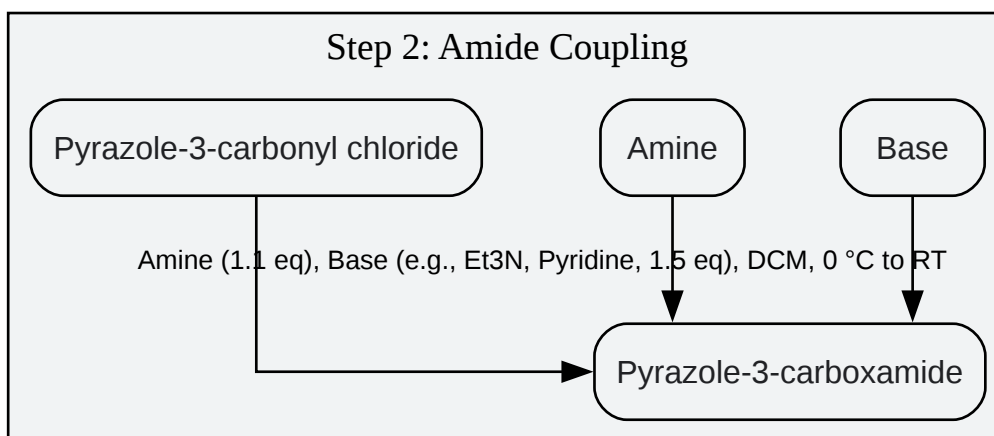 Step 2: Amide Coupling
Pyrazole-3-carbonyl chloride
Amine
Base
Amine (1.1 eq), Base (e.g., Et3N, Pyridine, 1.5 eq), DCM, 0 °C to RT
Pyrazole-3-carboxamide